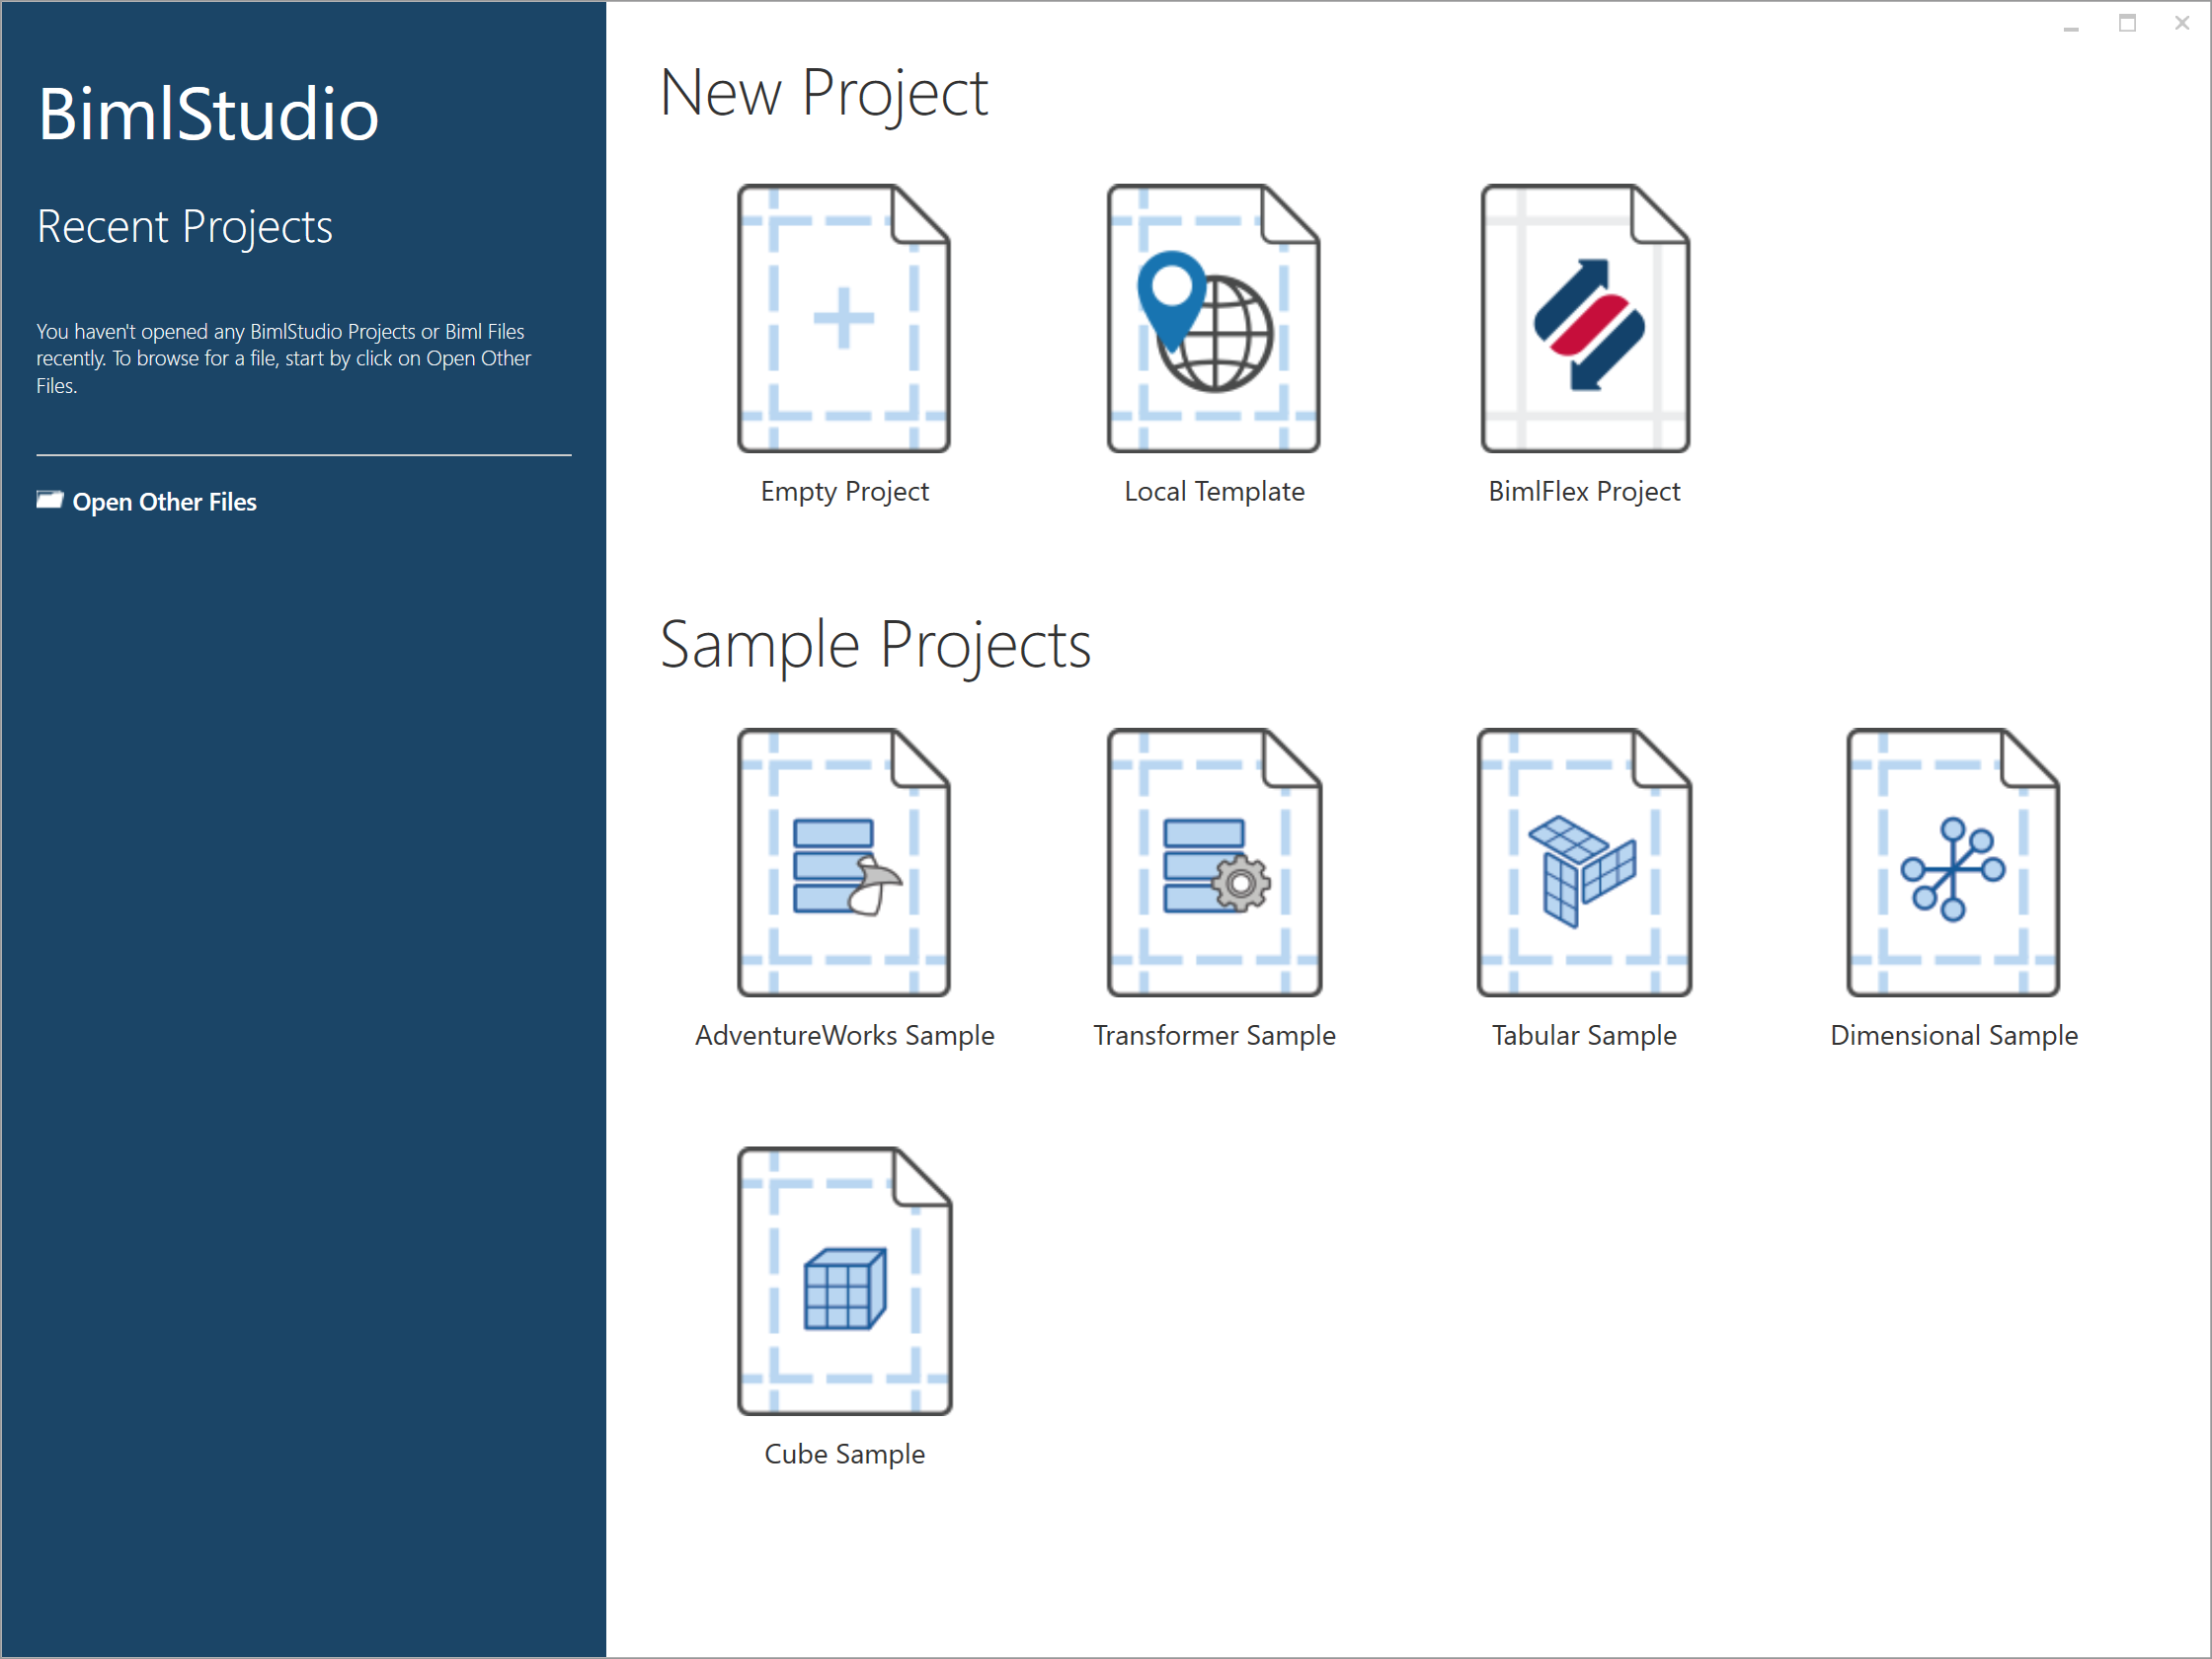 BimlStudio
Recent Projects
You haven't opened any BimlStudio Projects or Biml Files
recently. To browse for a file, start by click on Open Other
Files.
Open Other Files
New Project
Empty Project
Local Template
BimlFlex Project
Sample Projects
AdventureWorks Sample
Transformer Sample
Tabular Sample
Dimensional Sample
Cube Sample